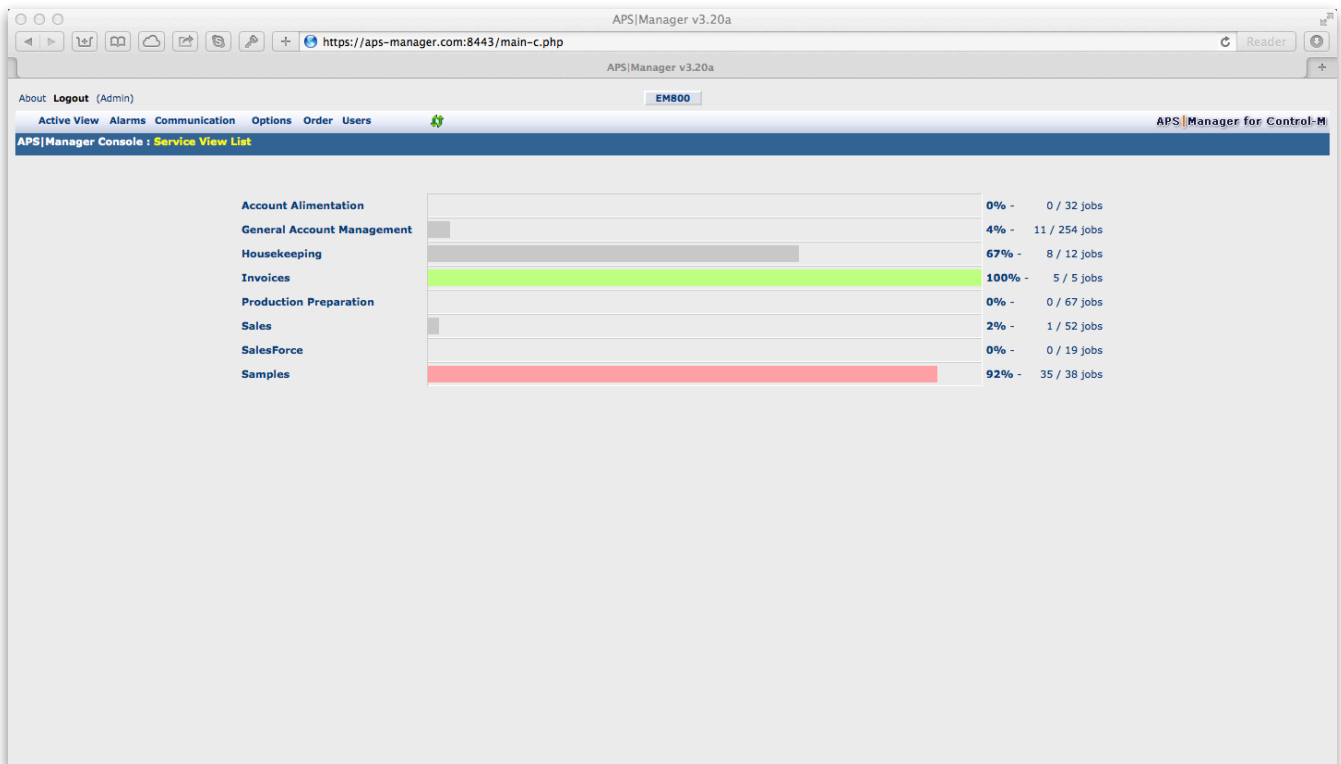 APS|Manager v3.20a
https://aps-manager.com:8443/main-c.php
Reader
APS|Manager v3.20a
About Logout (Admin)
EM800
Active View Alarms Communication Options Order Users
APS|Manager for Control-M
APS|Manager Console : Service View List
Account Alimentation 0% - 0 / 32 jobs
General Account Management 4% - 11 / 254 jobs
Housekeeping 67% - 8 / 12 jobs
Invoices 100% - 5 / 5 jobs
Production Preparation 0% - 0 / 67 jobs
Sales 2% - 1 / 52 jobs
SalesForce 0% - 0 / 19 jobs
Samples 92% - 35 / 38 jobs